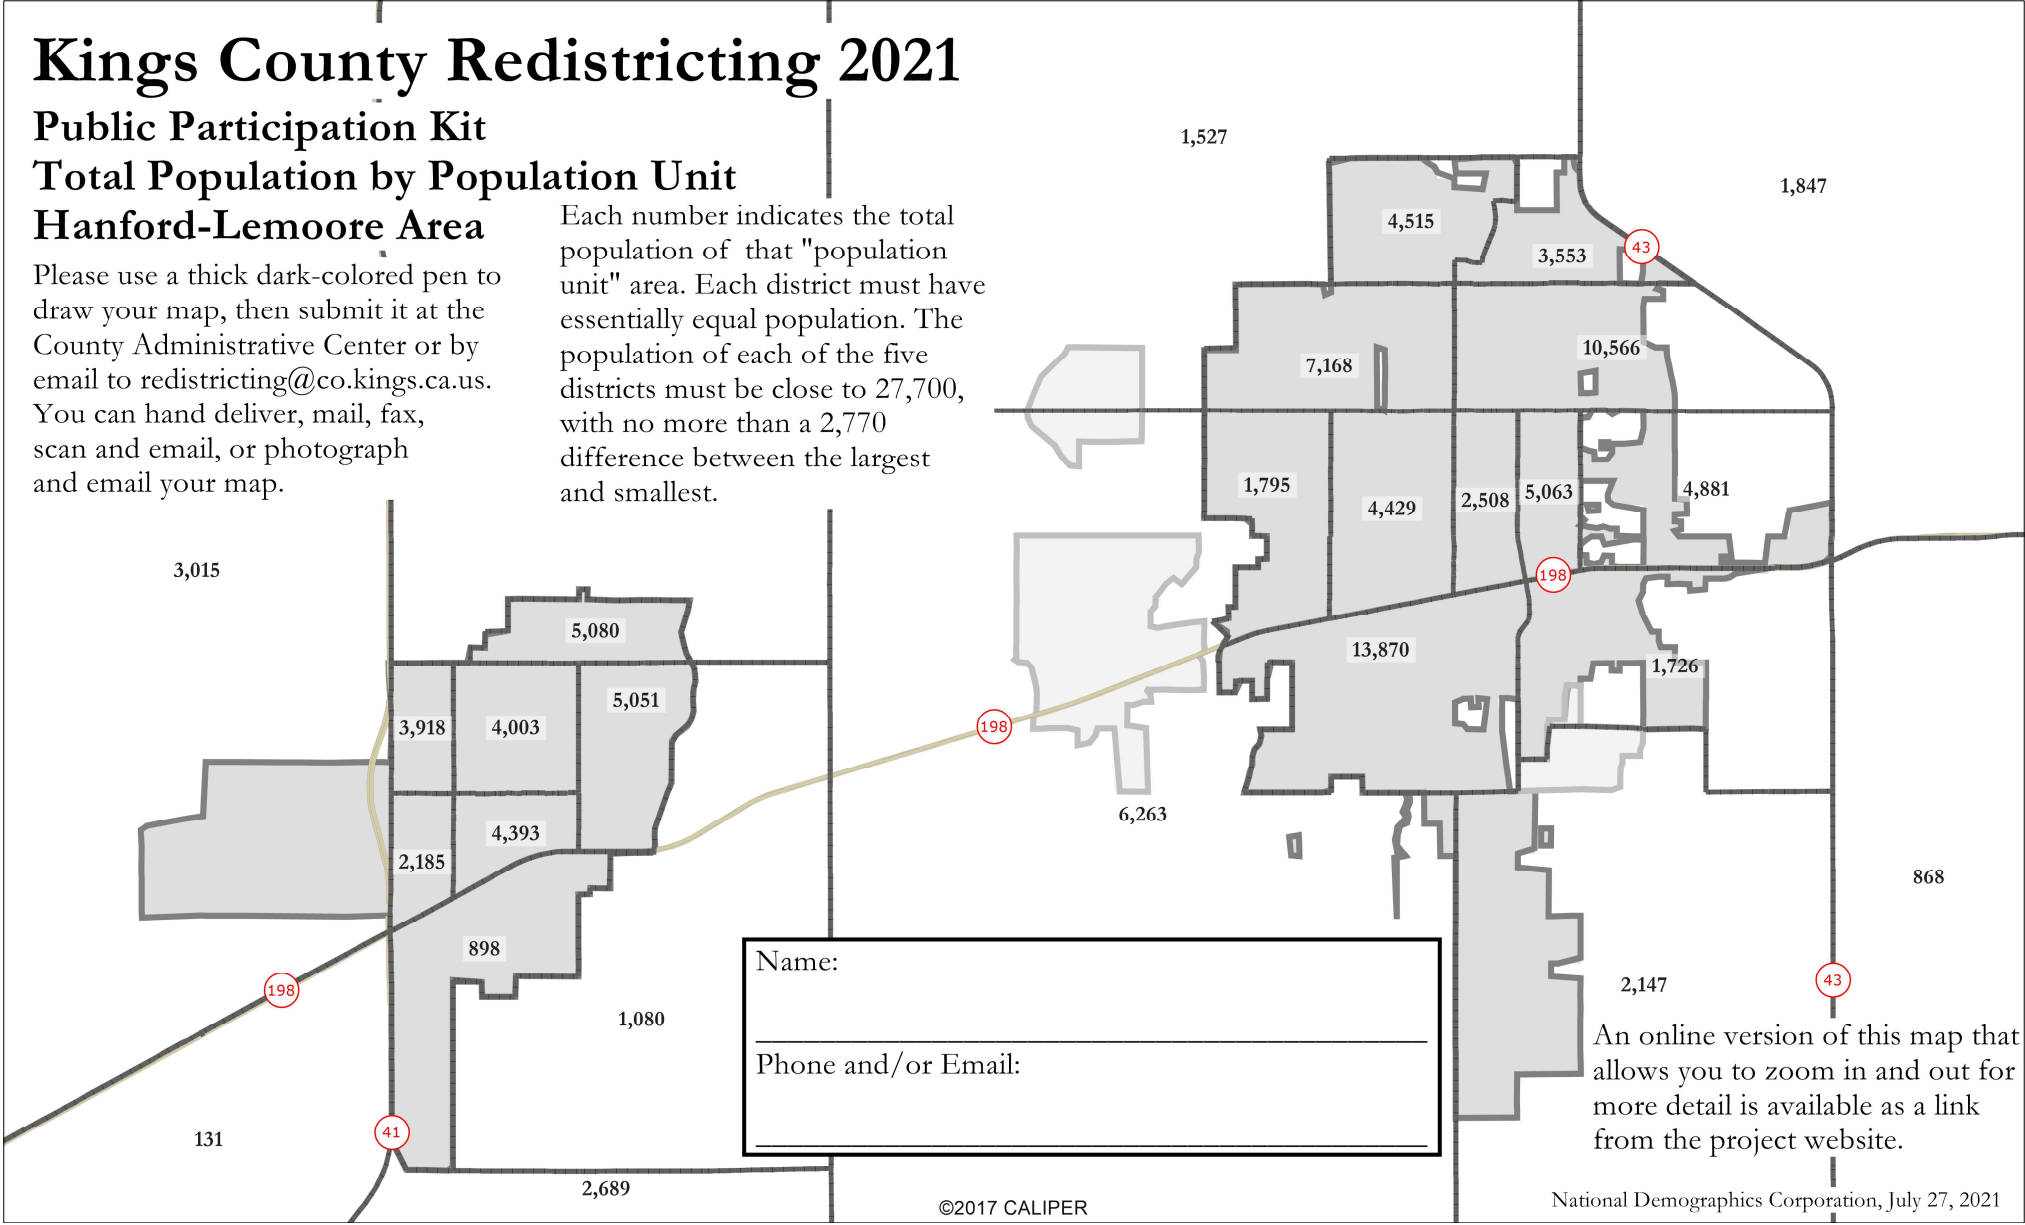 Kings County Redistricting 2021
Public Participation Kit
Total Population by Population Unit
Hanford-Lemoore Area
Please use a thick dark-colored pen to
draw your map, then submit it at the
County Administrative Center or by
email to redistricting@co.kings.ca.us.
You can hand deliver, mail, fax,
scan and email, or photograph
and email your map.
Each number indicates the total
population of  that "population
unit" area. Each district must have
essentially equal population. The
population of each of the five
districts must be close to 27,700,
with no more than a 2,770
difference between the largest
and smallest.
1,527
1,847
4,515
3,553
43
10,566
7,168
1,795
4,429
2,508
5,063
4,881
198
13,870
1,726
198
6,263
868
2,147
43
3,015
5,080
5,051
3,918
4,003
4,393
2,185
898
198
1,080
131
41
2,689
Name:
Phone and/or Email:
An online version of this map that
allows you to zoom in and out for
more detail is available as a link
from the project website.
©2017 CALIPER
National Demographics Corporation, July 27, 2021